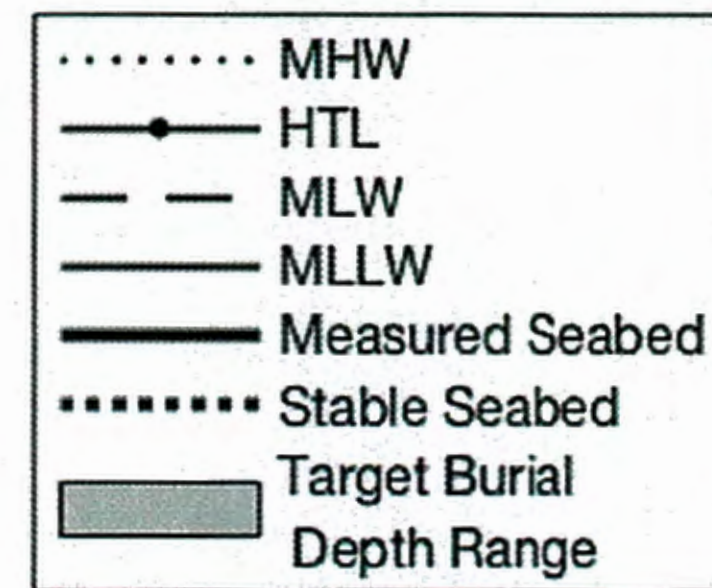 MHW
HTL
MLW
MLLW
Measured Seabed
Stable Seabed
Target Burial
Depth Range